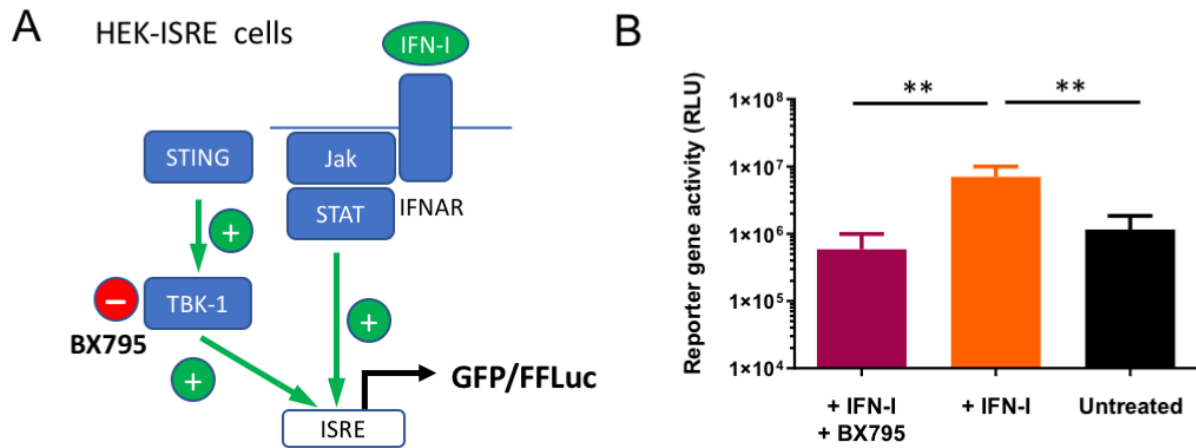 A
HEK-ISRE cells
IFN-I
STING
Jak
STAT
IFNAR
+
+
−
TBK-1
BX795
+
GFP/FFLuc
ISRE
B
**
**
Reporter gene activity (RLU)
1×10⁸
1×10⁷
1×10⁶
1×10⁵
1×10⁴
+ IFN-I
+ BX795
+ IFN-I
Untreated